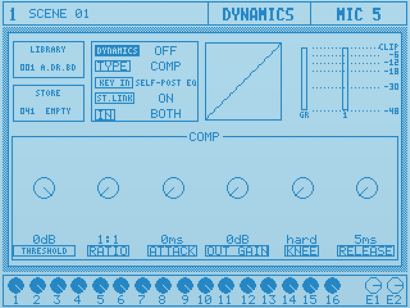 1 SCENE 01 DYNAMICS MIC 5
LIBRARY
001 A.DR.BD
STORE
041 EMPTY
DYNAMICS OFF
TYPE COMP
KEY IN SELF-POST EQ
ST.LINK ON
IN BOTH
CLIP
-6
-12
-18
-30
-48
GR 1
COMP
0dB 1:1 0ms 0dB hard 5ms
THRESHOLD RATIO ATTACK OUT GAIN KNEE RELEASE
1 2 3 4 5 6 7 8 9 10 11 12 13 14 15 16 E1 E2